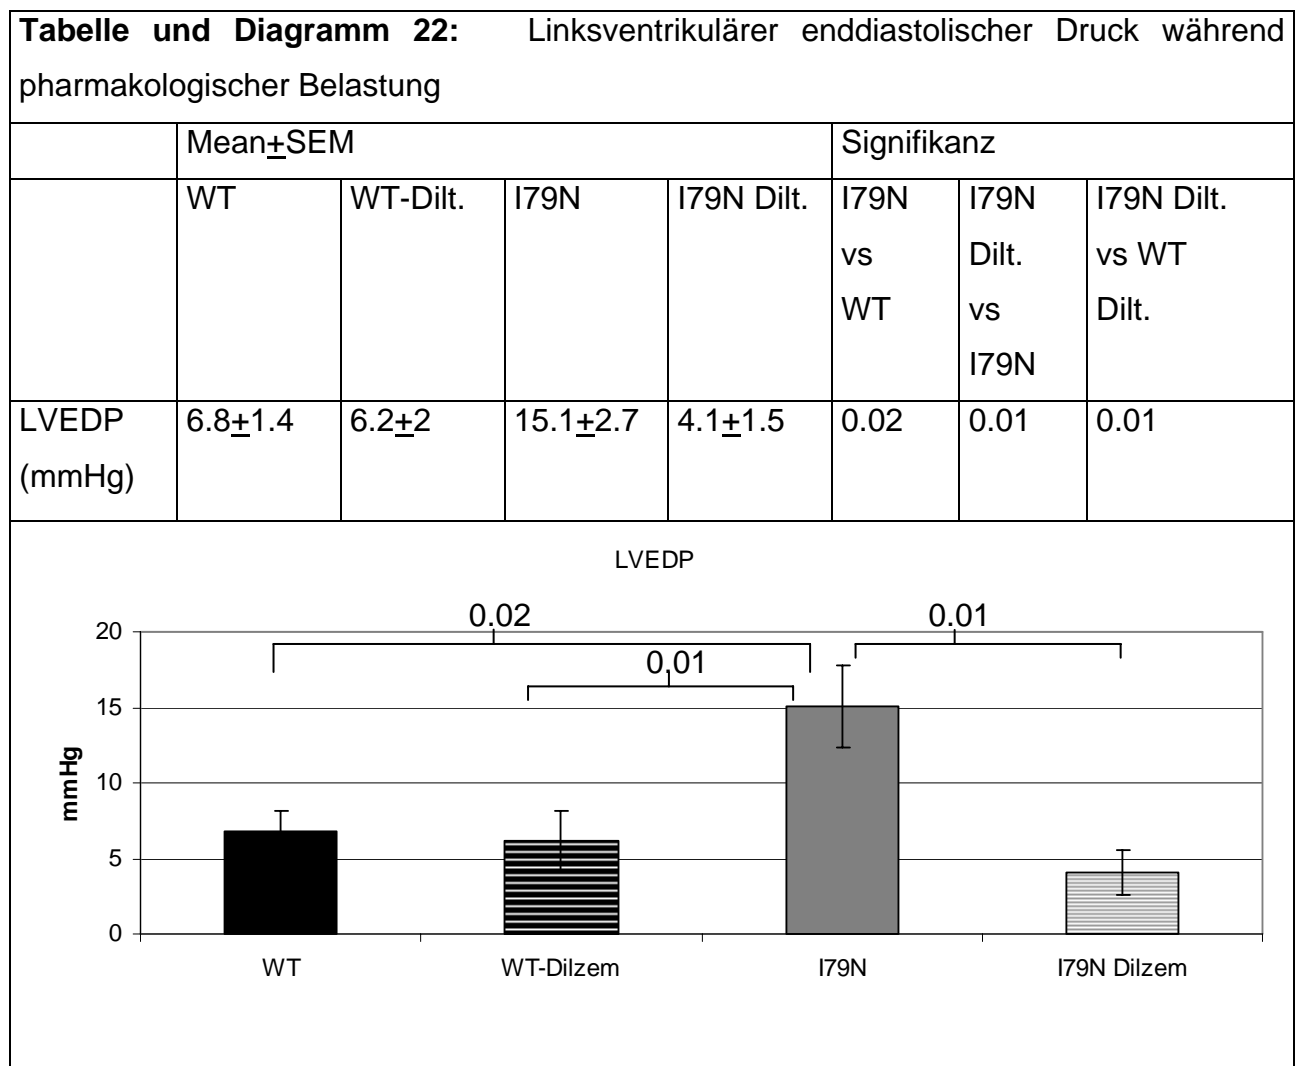 Tabelle und Diagramm 22: Linksventrikulärer enddiastolischer Druck während
pharmakologischer Belastung
Mean+SEM Signifikanz
WT WT-Dilt. I79N I79N Dilt. I79N vs WT I79N Dilt. vs I79N I79N Dilt. vs WT Dilt.
LVEDP (mmHg) 6.8+1.4 6.2+2 15.1+2.7 4.1+1.5 0.02 0.01 0.01
LVEDP
0.02 0.01
0.01
20
15
10
5
0
mmHg
WT WT-Dilzem I79N I79N Dilzem